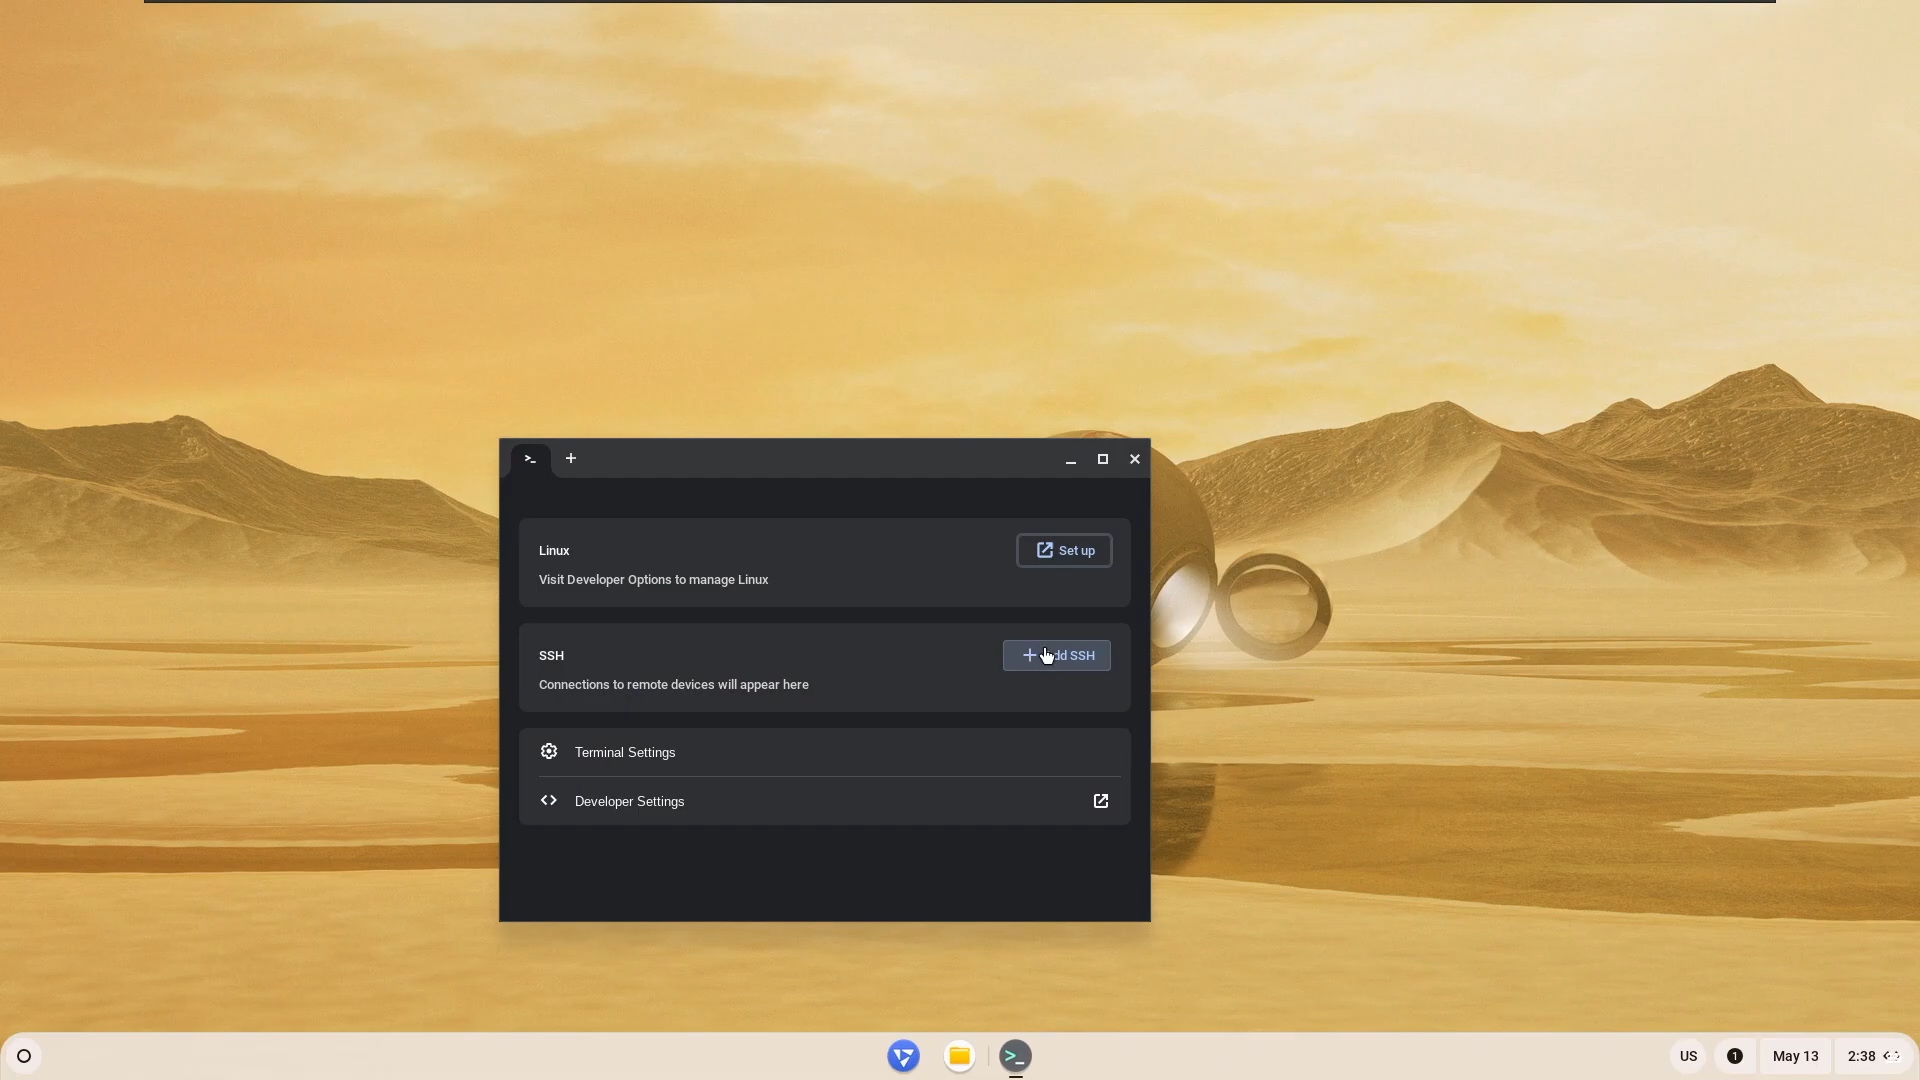 Linux
Set up
Visit Developer Options to manage Linux
SSH
dd SSH
Connections to remote devices will appear here
Terminal Settings
Developer Settings
US
1
May 13
2:38